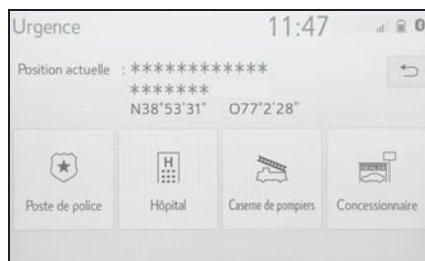 Urgence 11:47
Position actuelle : ************
*******
N38°53'31" O77°2'28"
H
DEALER
Poste de police Hôpital Caserne de pompiers Concessionnaire